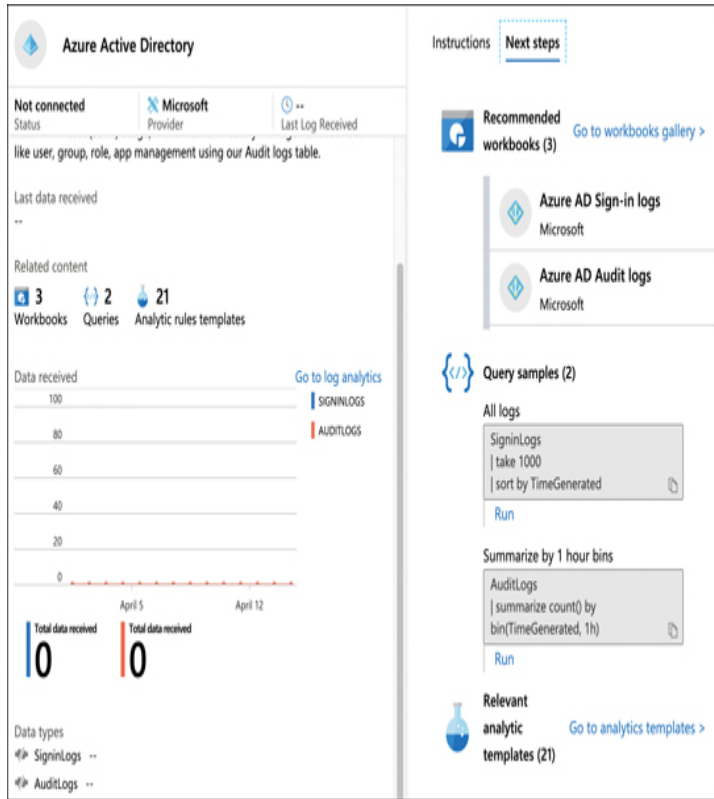 Azure Active Directory
Not connected
Status
Microsoft
Provider
--
Last Log Received
like user, group, role, app management using our Audit logs table.
Last data received
--
Related content
3
Workbooks
2
Queries
21
Analytic rules templates
Data received
Go to log analytics
100
80
60
40
20
0
SIGNINLOGS
AUDITLOGS
April 5
April 12
Total data received
0
Total data received
0
Data types
SigninLogs --
AuditLogs --
Instructions
Next steps
Recommended
workbooks (3)
Go to workbooks gallery >
Azure AD Sign-in logs
Microsoft
Azure AD Audit logs
Microsoft
Query samples (2)
All logs
SigninLogs
| take 1000
| sort by TimeGenerated
Run
Summarize by 1 hour bins
AuditLogs
| summarize count() by
bin(TimeGenerated, 1h)
Run
Relevant
analytic
templates (21)
Go to analytics templates >